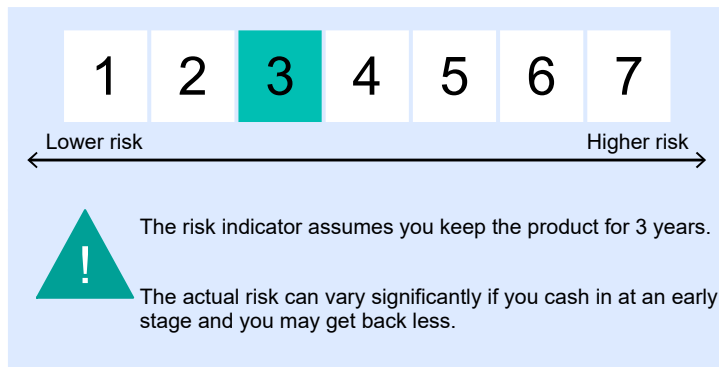 1 2 3 4 5 6 7
Lower risk Higher risk
! The risk indicator assumes you keep the product for 3 years.
The actual risk can vary significantly if you cash in at an early
stage and you may get back less.